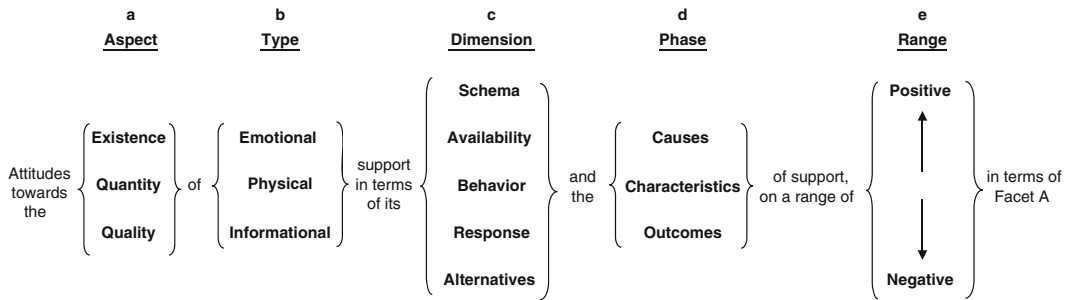 a b c d e
Aspect Type Dimension Phase Range
Schema Positive
Existence Emotional Availability Causes
Attitudes towards the Quantity of Physical support in terms of its Behavior and the Characteristics of support, on a range of in terms of Facet A
Quality Informational Response Outcomes
Alternatives Negative